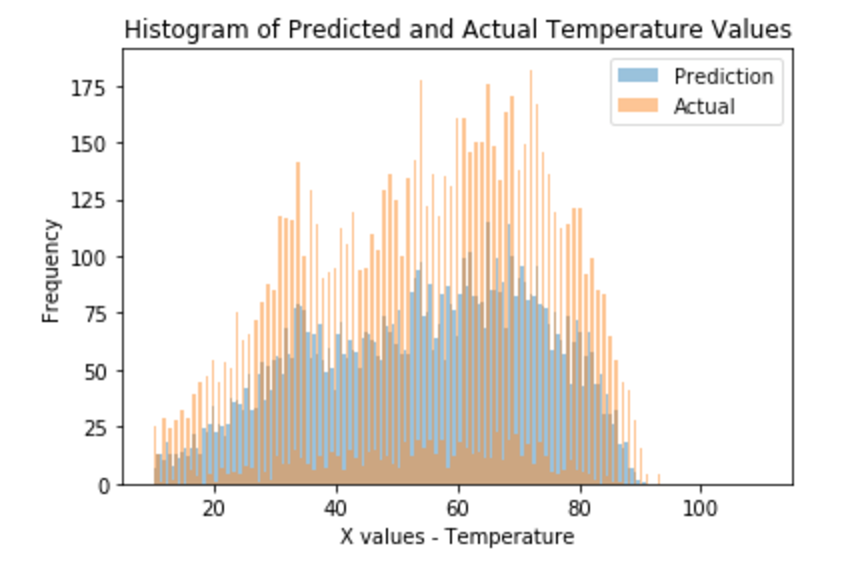 Histogram of Predicted and Actual Temperature Values
Prediction
Actual
175
150
125
100
75
50
25
0
Frequency
20 40 60 80 100
X values - Temperature